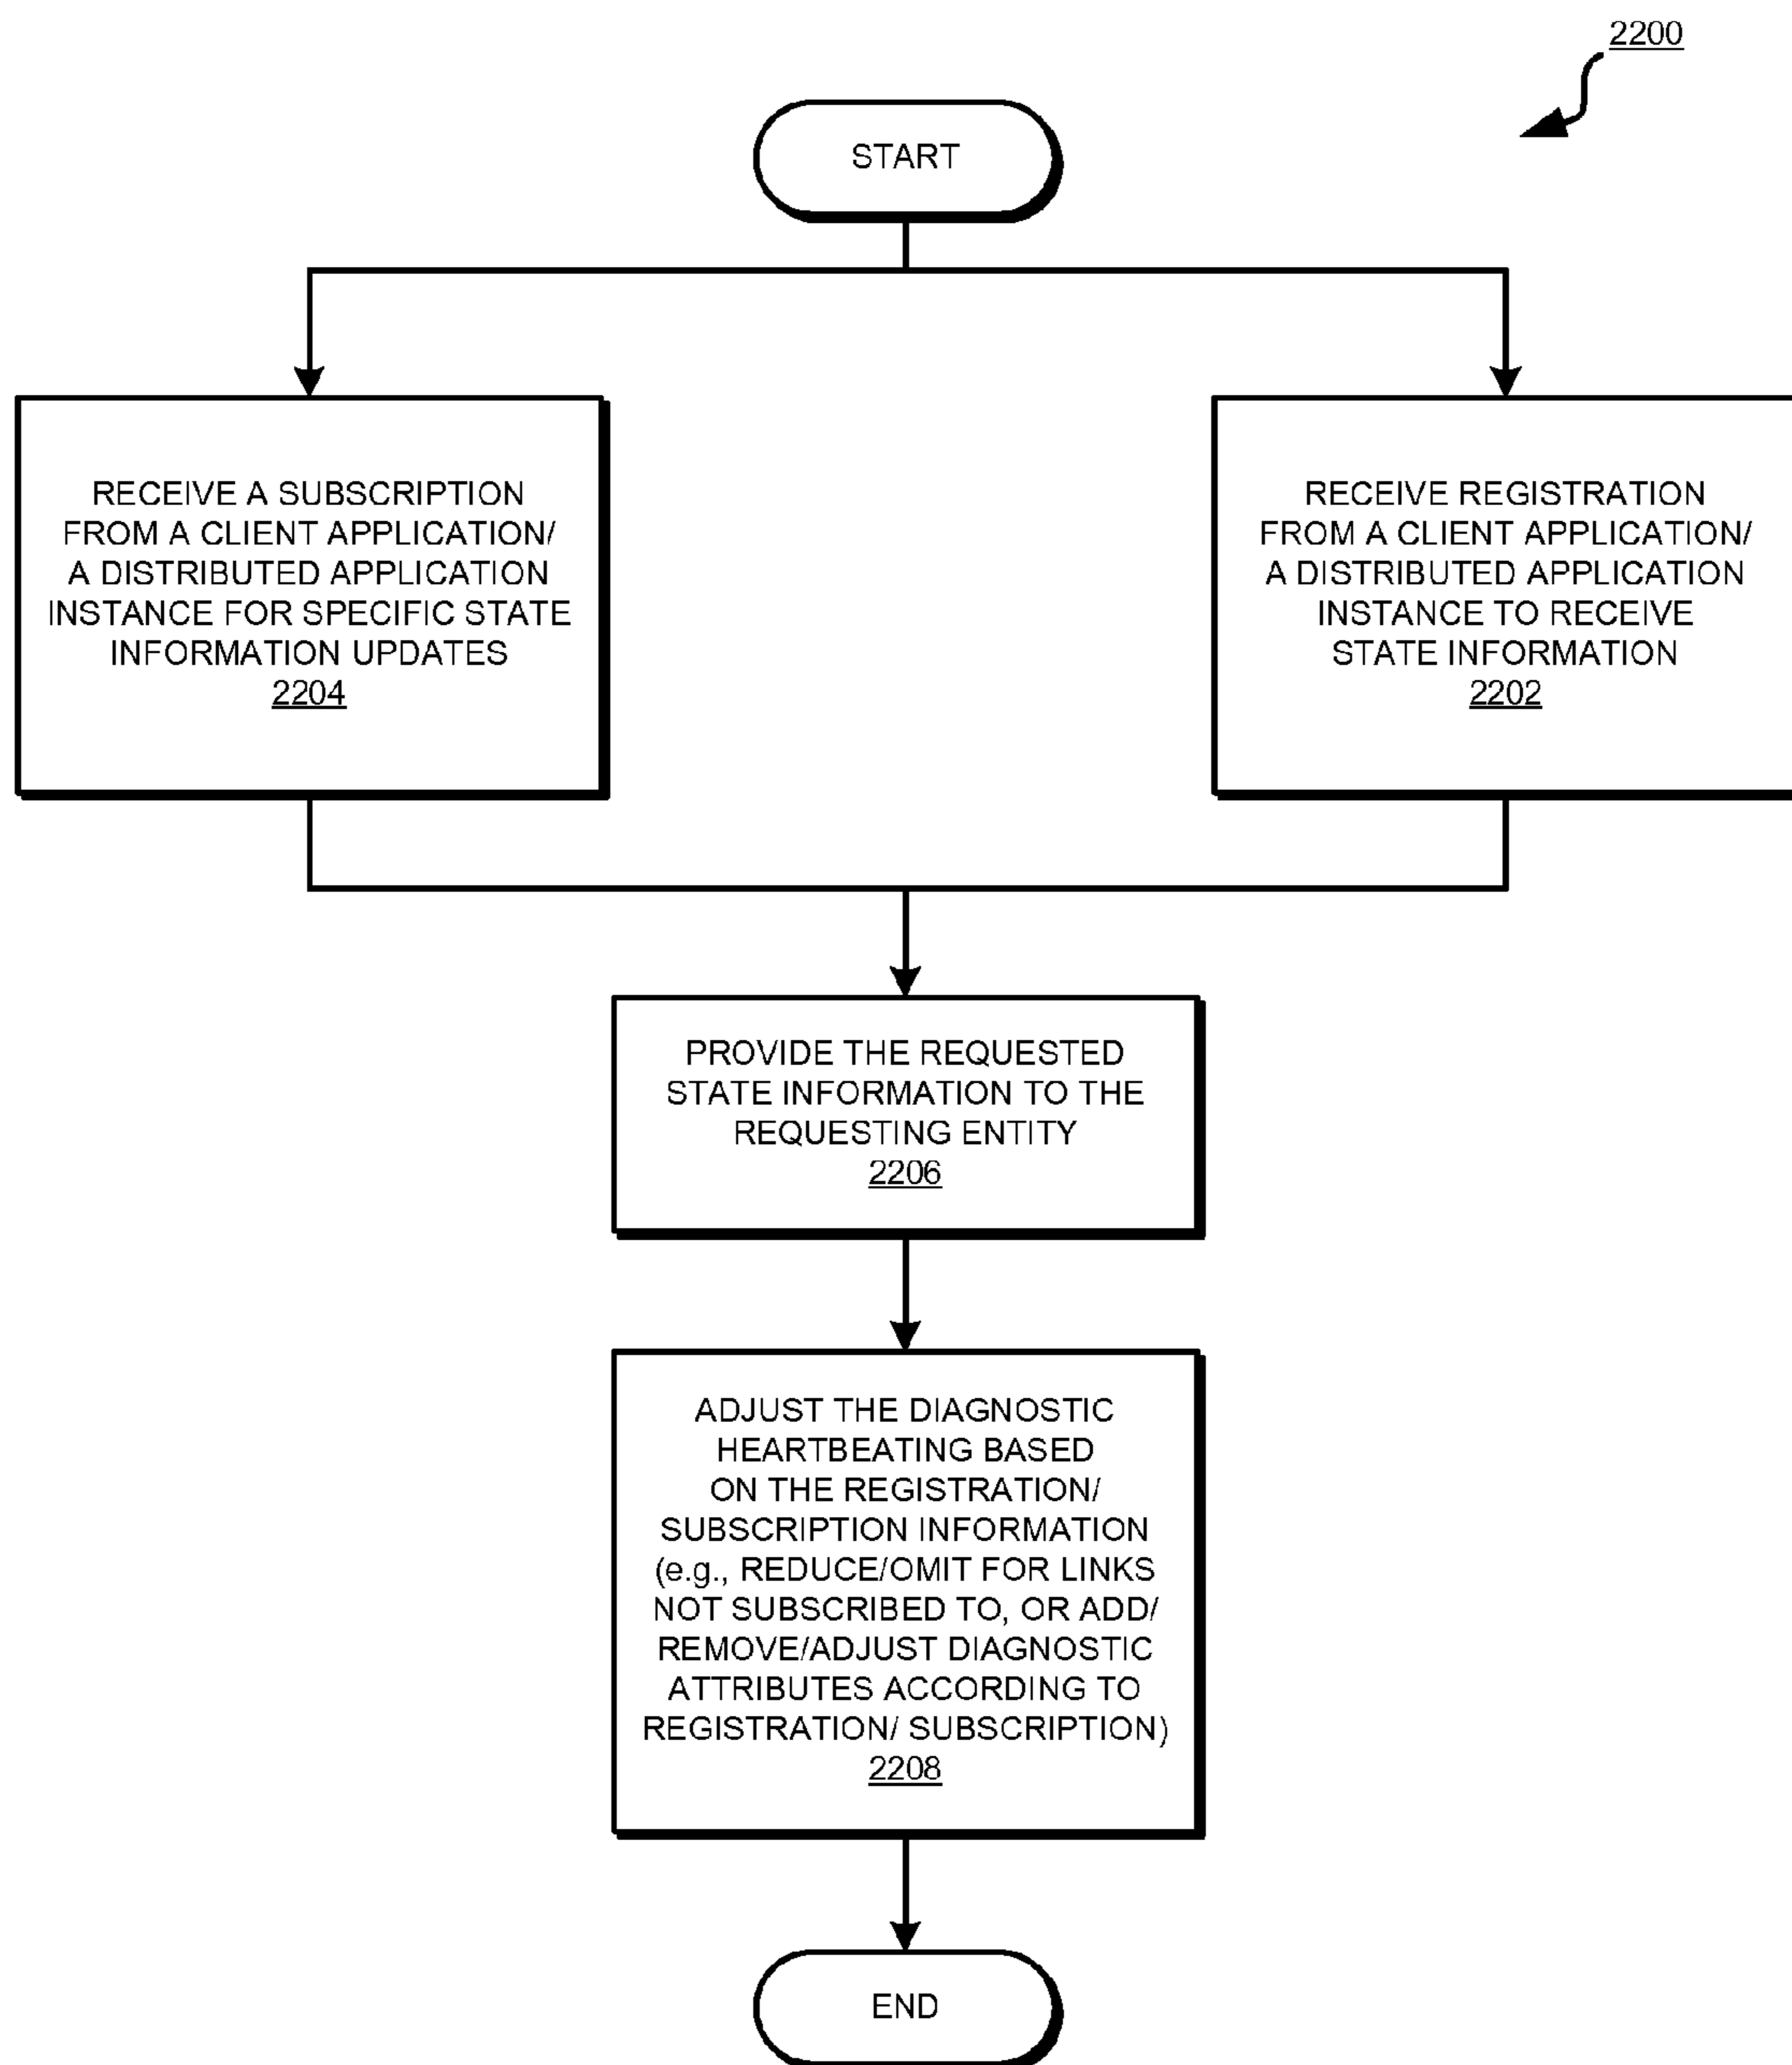 2200
START
RECEIVE A SUBSCRIPTION
FROM A CLIENT APPLICATION/
A DISTRIBUTED APPLICATION
INSTANCE FOR SPECIFIC STATE
INFORMATION UPDATES
2204
RECEIVE REGISTRATION
FROM A CLIENT APPLICATION/
A DISTRIBUTED APPLICATION
INSTANCE TO RECEIVE
STATE INFORMATION
2202
PROVIDE THE REQUESTED
STATE INFORMATION TO THE
REQUESTING ENTITY
2206
ADJUST THE DIAGNOSTIC
HEARTBEATING BASED
ON THE REGISTRATION/
SUBSCRIPTION INFORMATION
(e.g., REDUCE/OMIT FOR LINKS
NOT SUBSCRIBED TO, OR ADD/
REMOVE/ADJUST DIAGNOSTIC
ATTRIBUTES ACCORDING TO
REGISTRATION/ SUBSCRIPTION)
2208
END